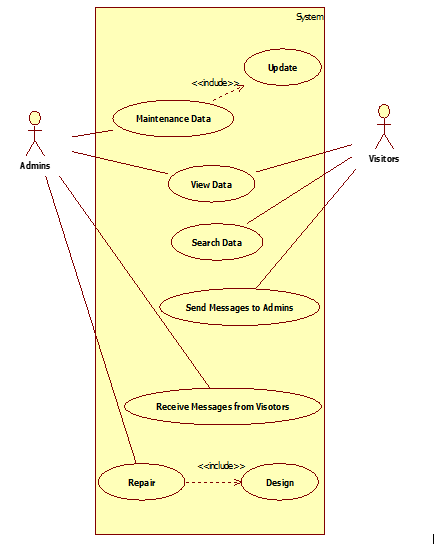 System
Update
<<include>>
Maintenance Data
Admins
Visitors
View Data
Search Data
Send Messages to Admins
Receive Messages from Visotors
<<include>>
Repair
Design